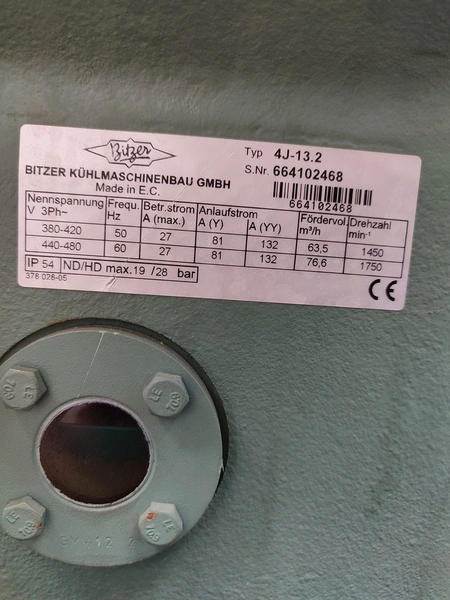 Bitzer
Typ 4J-13.2
BITZER KÜHLMASCHINENBAU GMBH
S.Nr. 664102468
Made in E.C.
664102468
Nennspannung V 3Ph~ Frequ. Hz Betr.strom A (max.) Anlaufstrom A (Y) A (YY) Fördervol. m³/h Drehzahl min⁻¹
380-420 50 27 81 132 63,5 1450
440-480 60 27 81 132 76,6 1750
IP 54 ND/HD max. 19 /28 bar
378 028-05
CE